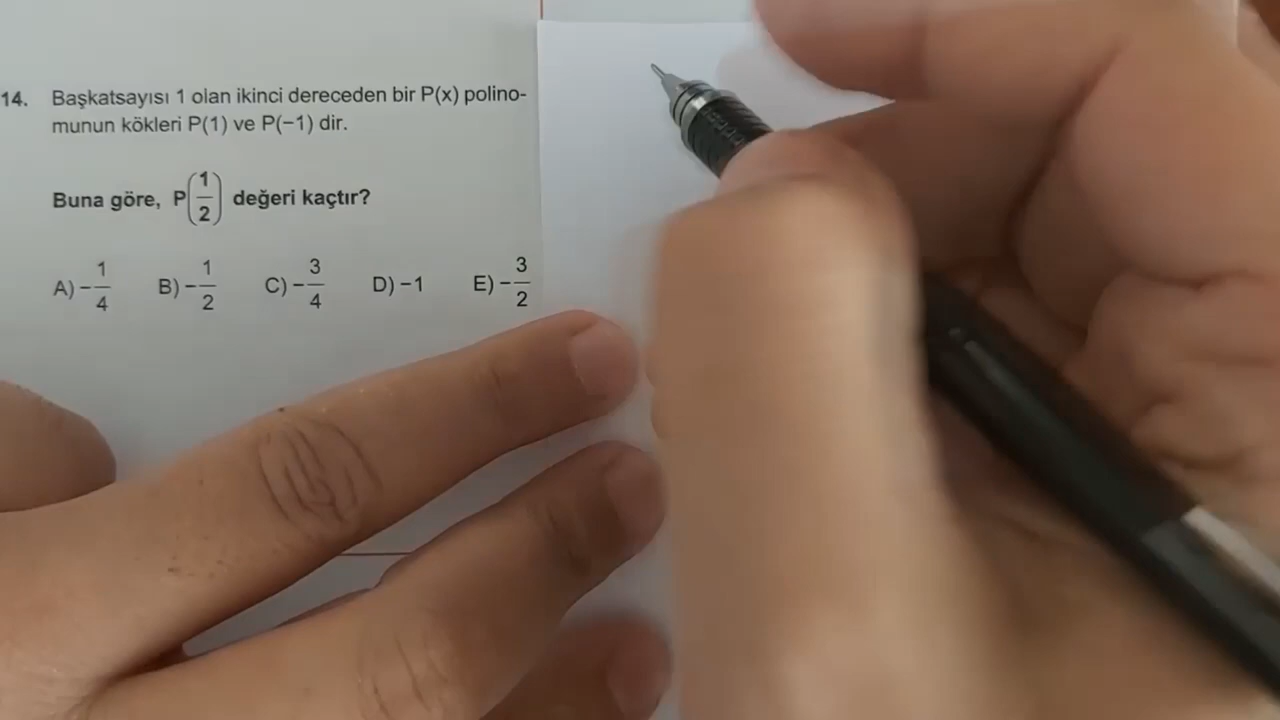 14. Başkatsayısı 1 olan ikinci dereceden bir P(x) polino-
munun kökleri P(1) ve P(−1) dir.
Buna göre, P(1/2) değeri kaçtır?
A) −1/4 B) −1/2 C) −3/4 D) −1 E) −3/2